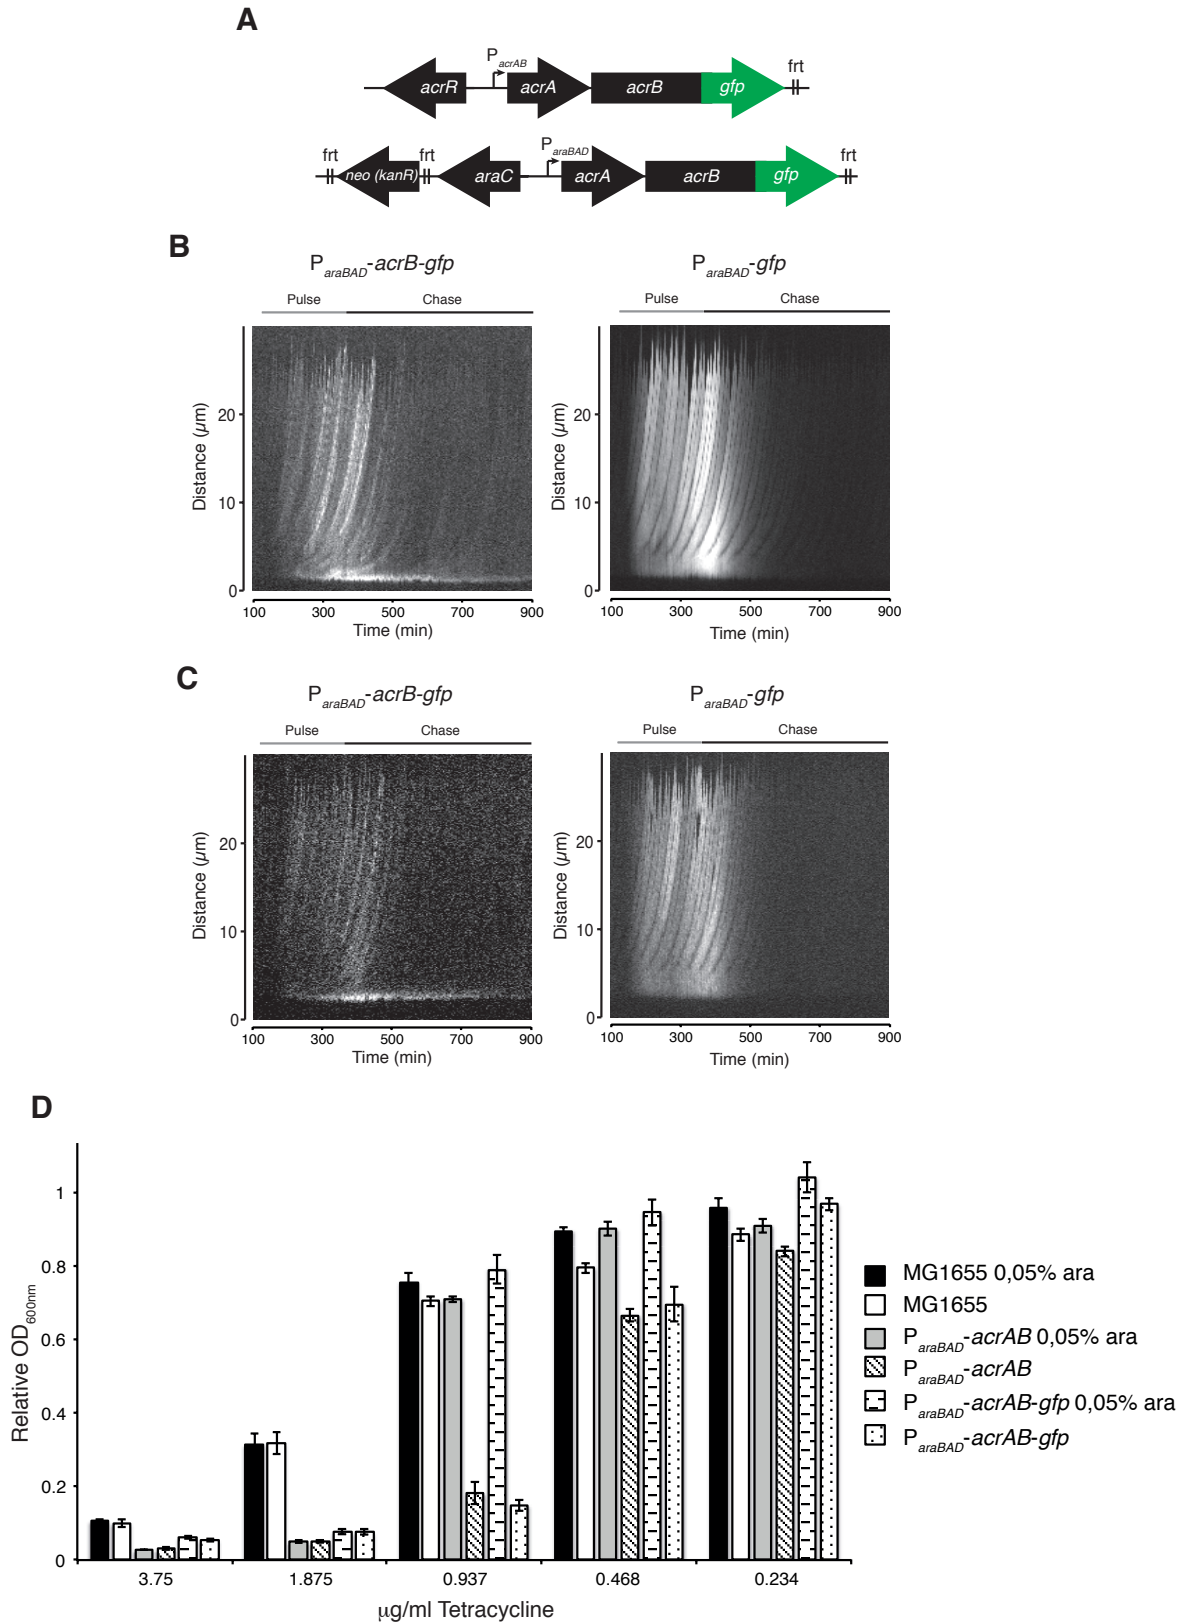 A
P acrAB
frt
acrR acrA acrB gfp
P araBAD
frt frt frt
neo (kanR) araC acrA acrB gfp
B
P araBAD-acrB-gfp P araBAD-gfp
Pulse Chase Pulse Chase
Distance (µm) Distance (µm)
20 20
10 10
0 0
100 300 500 700 900 100 300 500 700 900
Time (min) Time (min)
C
P araBAD-acrB-gfp P araBAD-gfp
Pulse Chase Pulse Chase
Distance (µm) Distance (µm)
20 20
10 10
0 0
100 300 500 700 900 100 300 500 700 900
Time (min) Time (min)
D
Relative OD600nm
1
0.8
0.6
0.4
0.2
0
3.75 1.875 0.937 0.468 0.234
µg/ml Tetracycline
MG1655 0,05% ara
MG1655
P araBAD-acrAB 0,05% ara
P araBAD-acrAB
P araBAD-acrAB-gfp 0,05% ara
P araBAD-acrAB-gfp